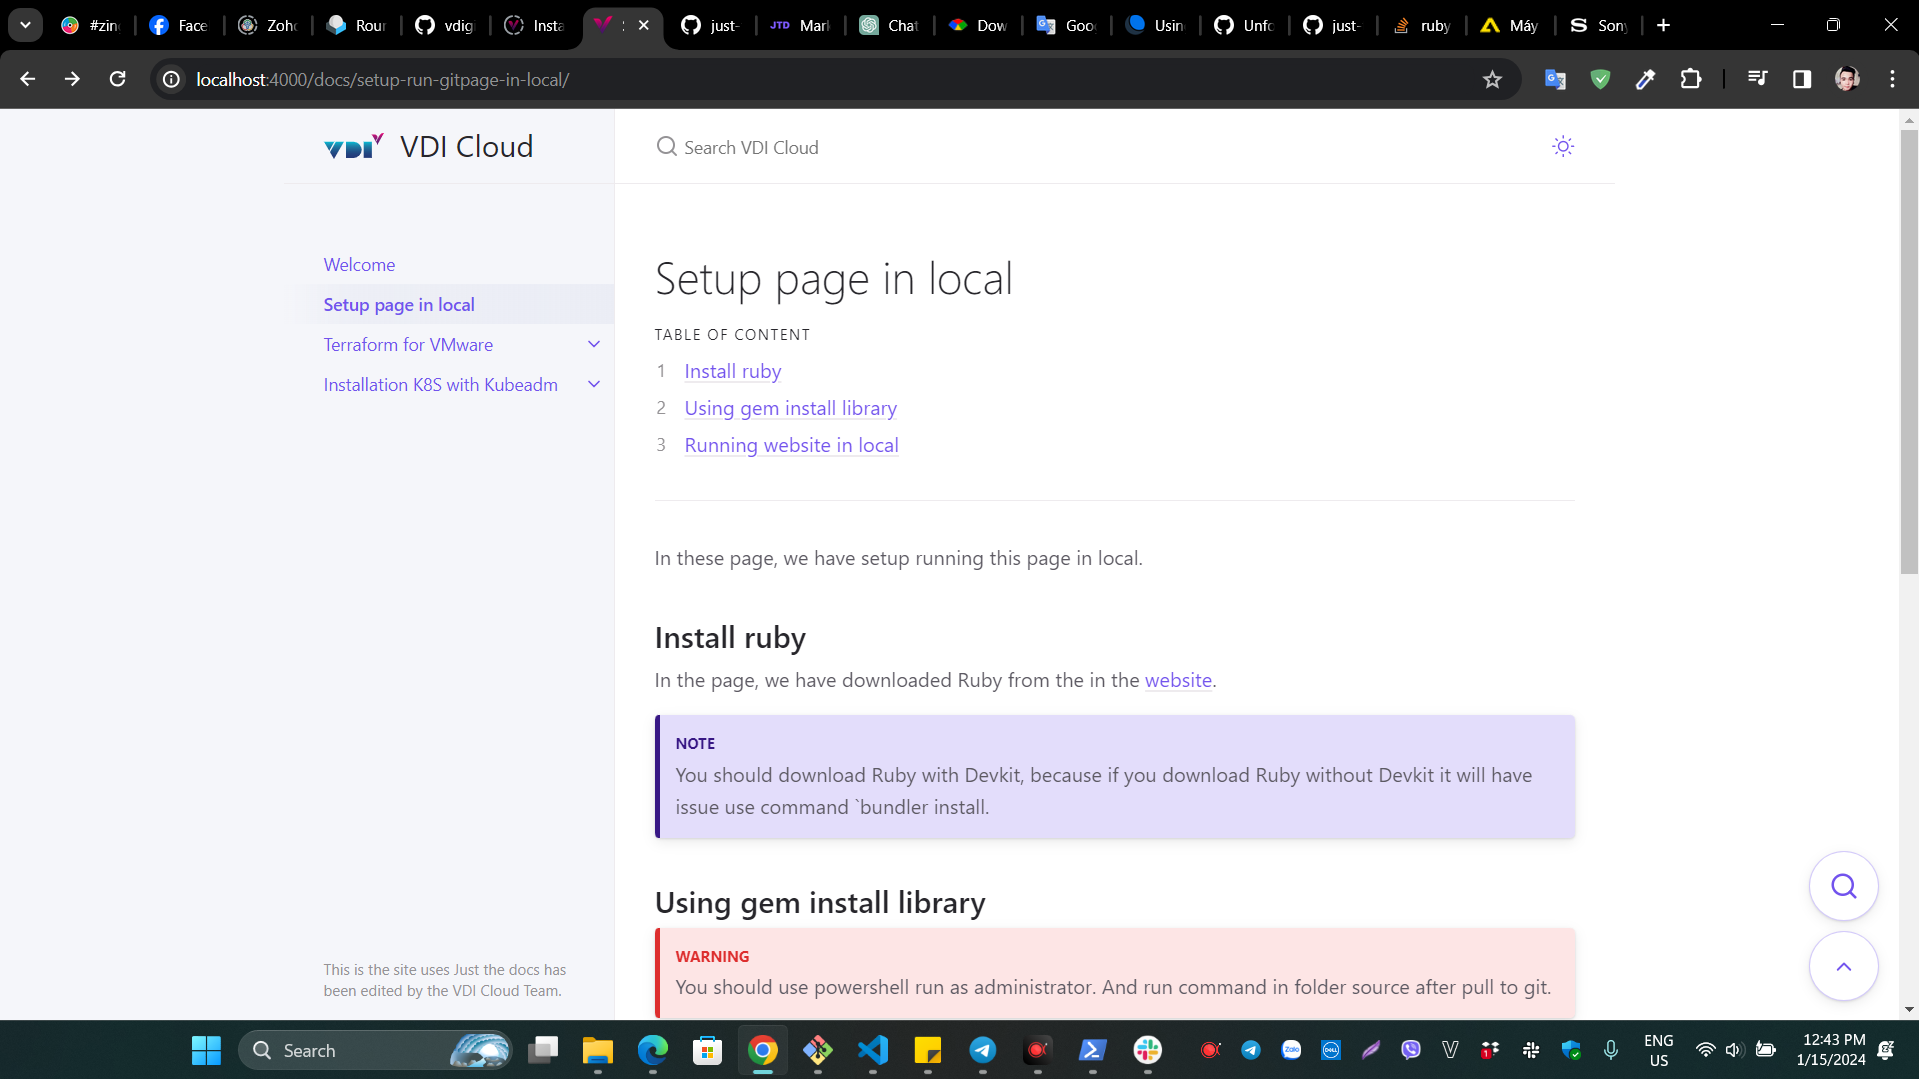 #zin
Face
Zoho
Rour
vdig
Insta
just-
JTD Mark
Chat
Dow
Goo
Usin
Unfo
just-
ruby
Máy
S Sony
localhost:4000/docs/setup-run-gitpage-in-local/
VDI VDI Cloud
Search VDI Cloud
Welcome
Setup page in local
Terraform for VMware
Installation K8S with Kubeadm
This is the site uses Just the docs has
been edited by the VDI Cloud Team.
Setup page in local
TABLE OF CONTENT
1 Install ruby
2 Using gem install library
3 Running website in local
In these page, we have setup running this page in local.
Install ruby
In the page, we have downloaded Ruby from the in the website.
NOTE
You should download Ruby with Devkit, because if you download Ruby without Devkit it will have
issue use command `bundler install.
Using gem install library
WARNING
You should use powershell run as administrator. And run command in folder source after pull to git.
Search
Zalo
DELL
ENG
US
12:43 PM
1/15/2024